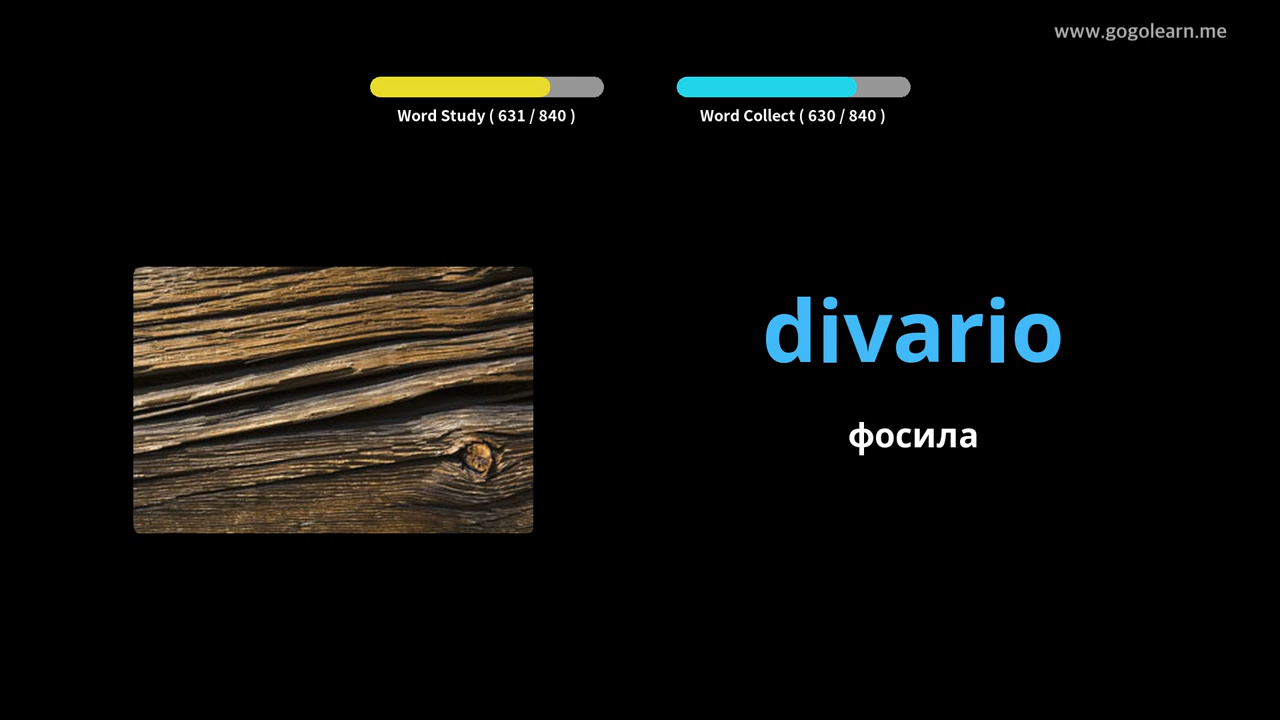 www.gogolearn.me
Word Study ( 631 / 840 )
Word Collect ( 630 / 840 )
divario
фосила